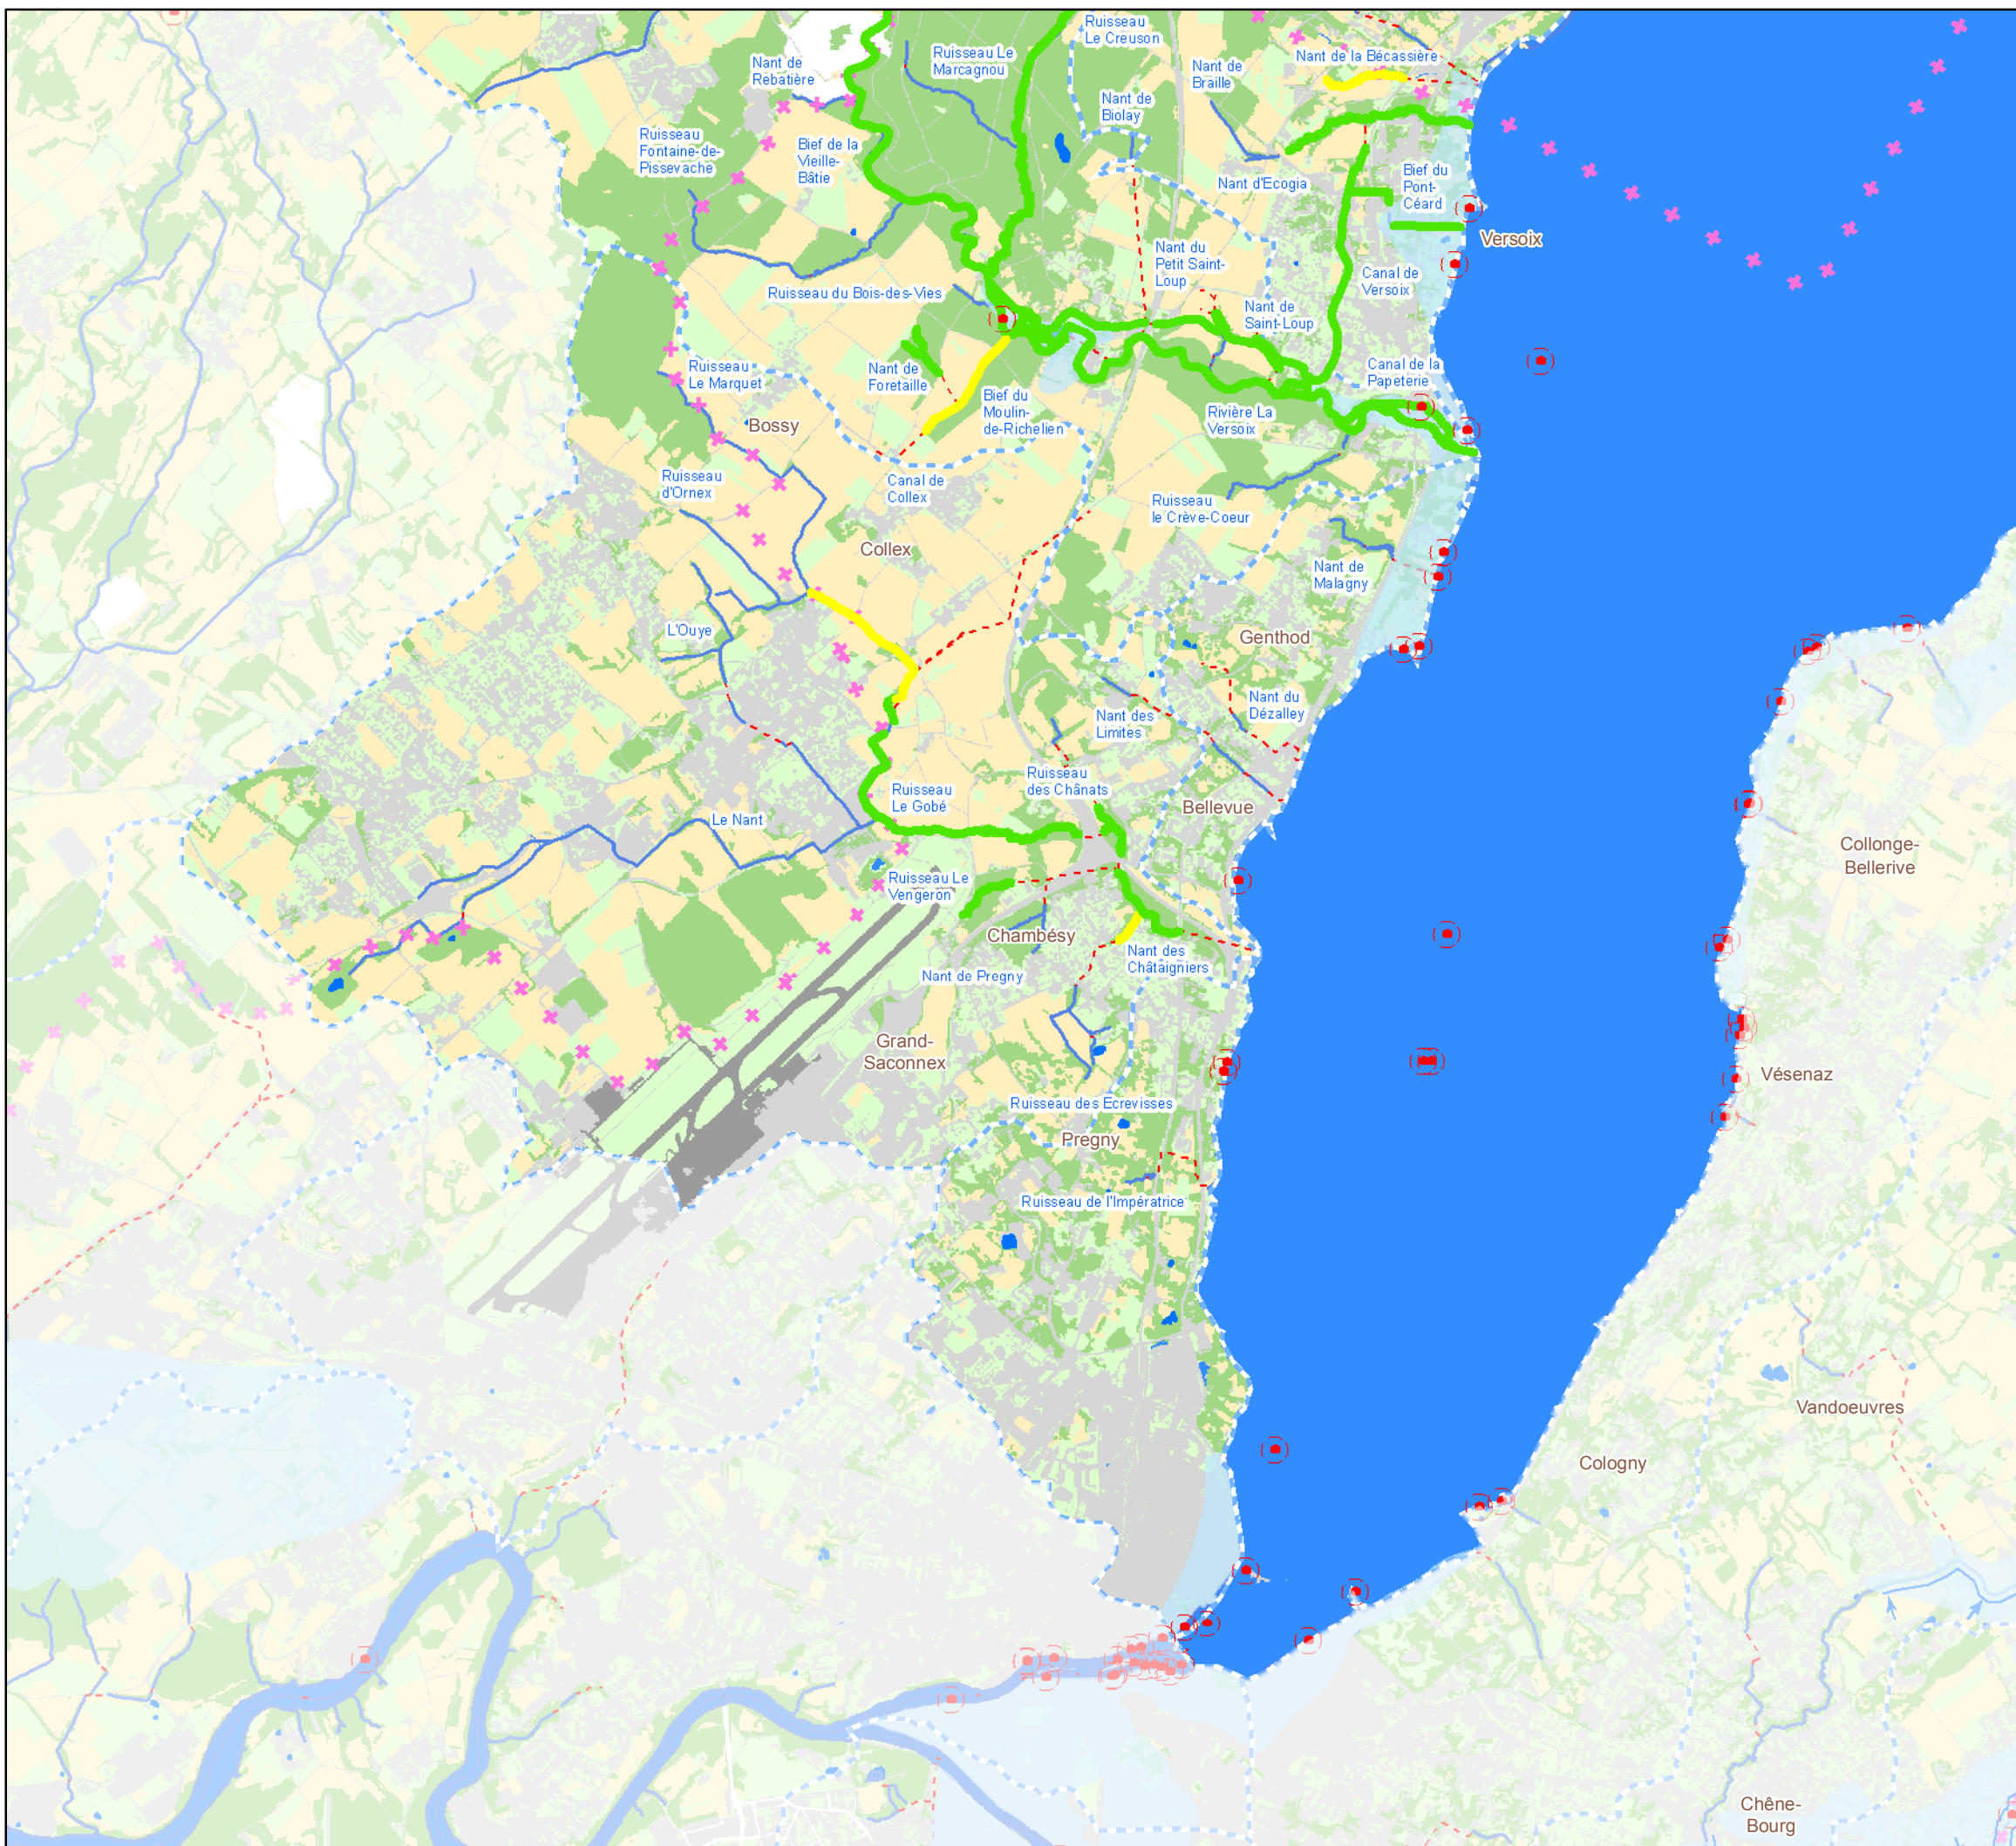 Ruisseau
Le Creuson
Ruisseau Le
Marcagnou
Nant de
Rebatière
Nant de
Braille
Nant de la Bécassière
Nant de
Biolay
Ruisseau
Fontaine-de-
Pissevache
Bief de la
Vieille-
Bâtie
Nant d'Ecogia
Bief du
Pont-
Céard
Versoix
Nant du
Petit Saint-
Loup
Canal de
Versoix
Ruisseau du Bois-des-Vies
Nant de
Saint-Loup
Ruisseau
Le Marquet
Nant de
Foretaille
Canal de la
Papeterie
Bief du
Moulin-
de-Richelien
Rivière La
Versoix
Bossy
Ruisseau
d'Ornex
Canal de
Collex
Ruisseau
le Crève-Coeur
Collex
Nant de
Malagny
L'Ouye
Genthod
Nant des
Limites
Nant du
Dézalley
Ruisseau
des Chânats
Ruisseau
Le Gobé
Bellevue
Le Nant
Collonge-
Bellerive
Ruisseau Le
Vengeron
Chambésy
Nant des
Châtaigniers
Nant de Pregny
Grand-
Saconnex
Vésenaz
Ruisseau des Ecrevisses
Pregny
Ruisseau de l'Impératrice
Vandoeuvres
Cologny
Chêne-
Bourg